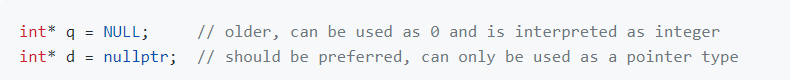 int* q = NULL;     // older, can be used as 0 and is interpreted as integer
int* d = nullptr;  // should be preferred, can only be used as a pointer type